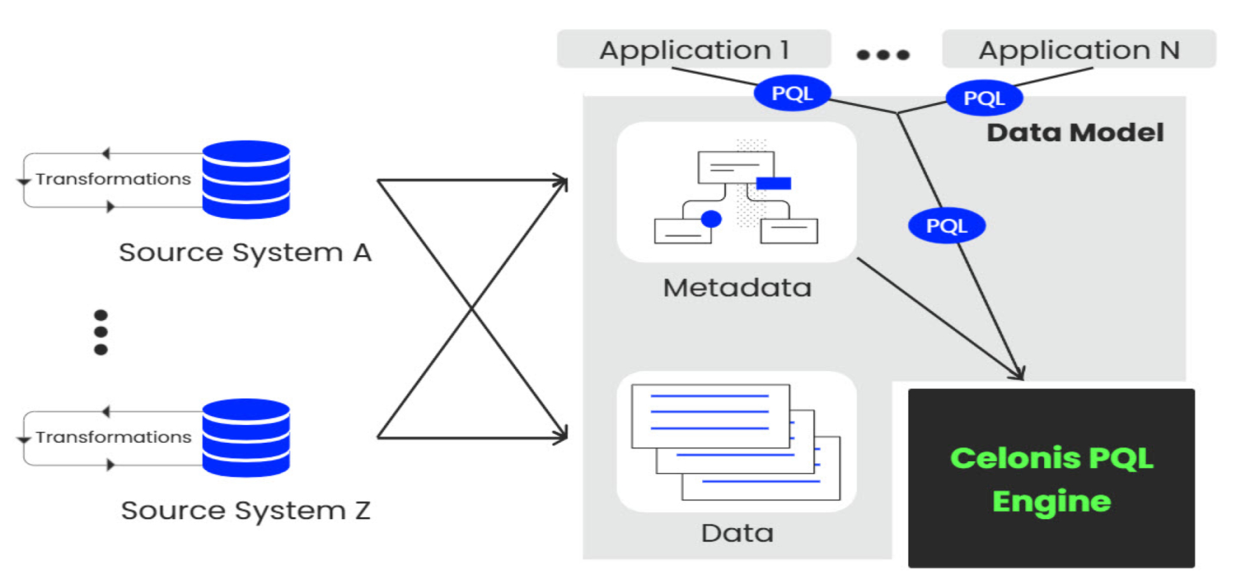 Application 1
Application N
PQL
PQL
Data Model
Transformations
Source System A
PQL
Metadata
Transformations
Source System Z
Data
Celonis PQL
Engine